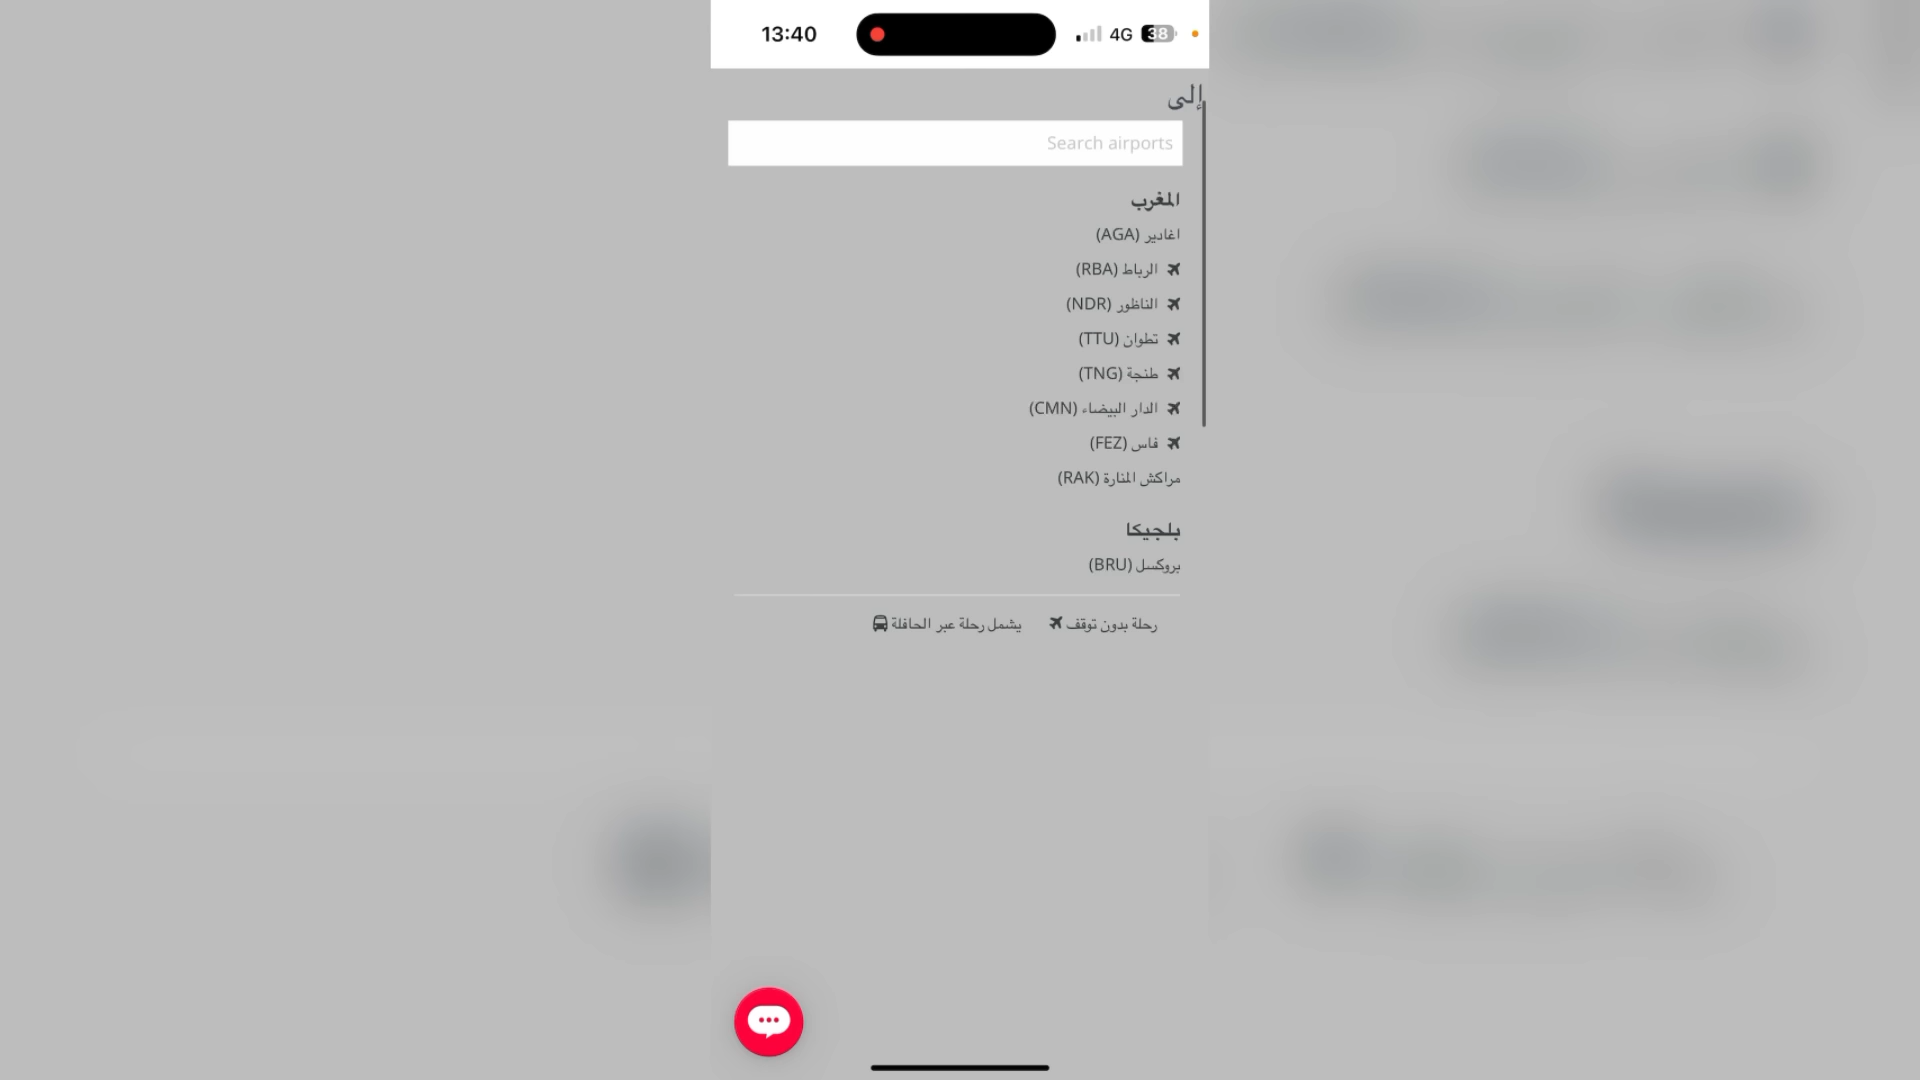 13:40 4G 38
إلى
Search airports
المغرب
اغادير (AGA)
الرباط (RBA)
الناظور (NDR)
تطوان (TTU)
طنجة (TNG)
الدار البيضاء (CMN)
فاس (FEZ)
مراكش المنارة (RAK)
بلجيكا
بروكسل (BRU)
رحلة بدون توقف يشمل رحلة عبر الحافلة